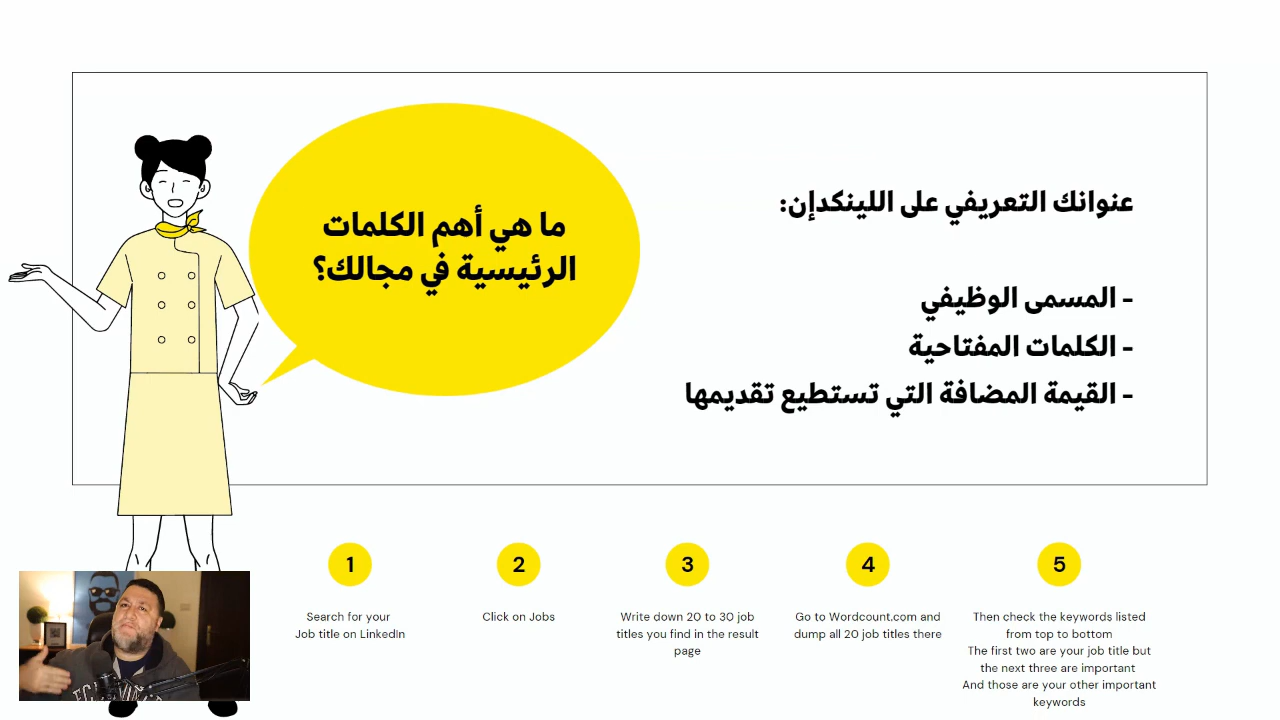 عنوانك التعريفي على اللينكدإن:
- المسمى الوظيفي
- الكلمات المفتاحية
- القيمة المضافة التي تستطيع تقديمها
ما هي أهم الكلمات
الرئيسية في مجالك؟
1
Search for your
Job title on LinkedIn
2
Click on Jobs
3
Write down 20 to 30 job
titles you find in the result
page
4
Go to Wordcount.com and
dump all 20 job titles there
5
Then check the keywords listed
from top to bottom
The first two are your job title but
the next three are important
And those are your other important
keywords